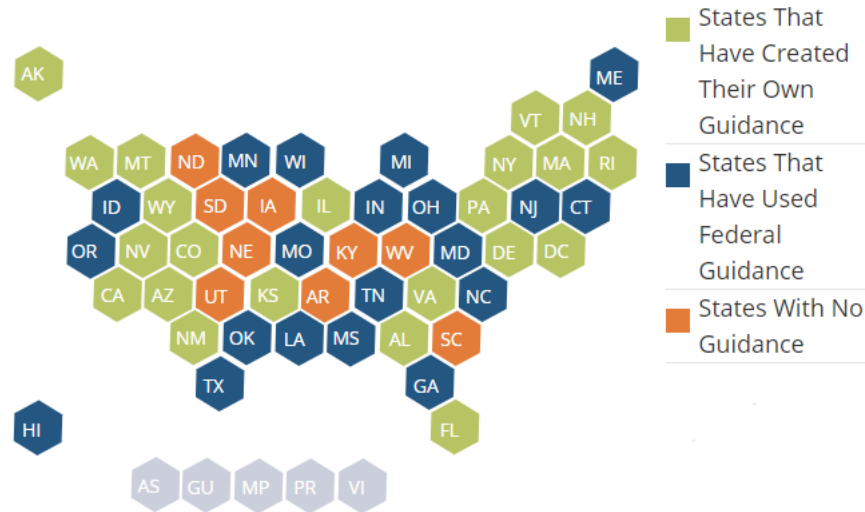 States That
Have Created
Their Own
Guidance
States That
Have Used
Federal
Guidance
States With No
Guidance
AK
ME
VT NH
WA MT ND MN WI MI NY MA RI
ID WY SD IA IL IN OH PA NJ CT
OR NV CO NE MO KY WV MD DE DC
CA AZ UT KS AR TN VA NC
NM OK LA MS AL SC
TX GA
HI FL
AS GU MP PR VI